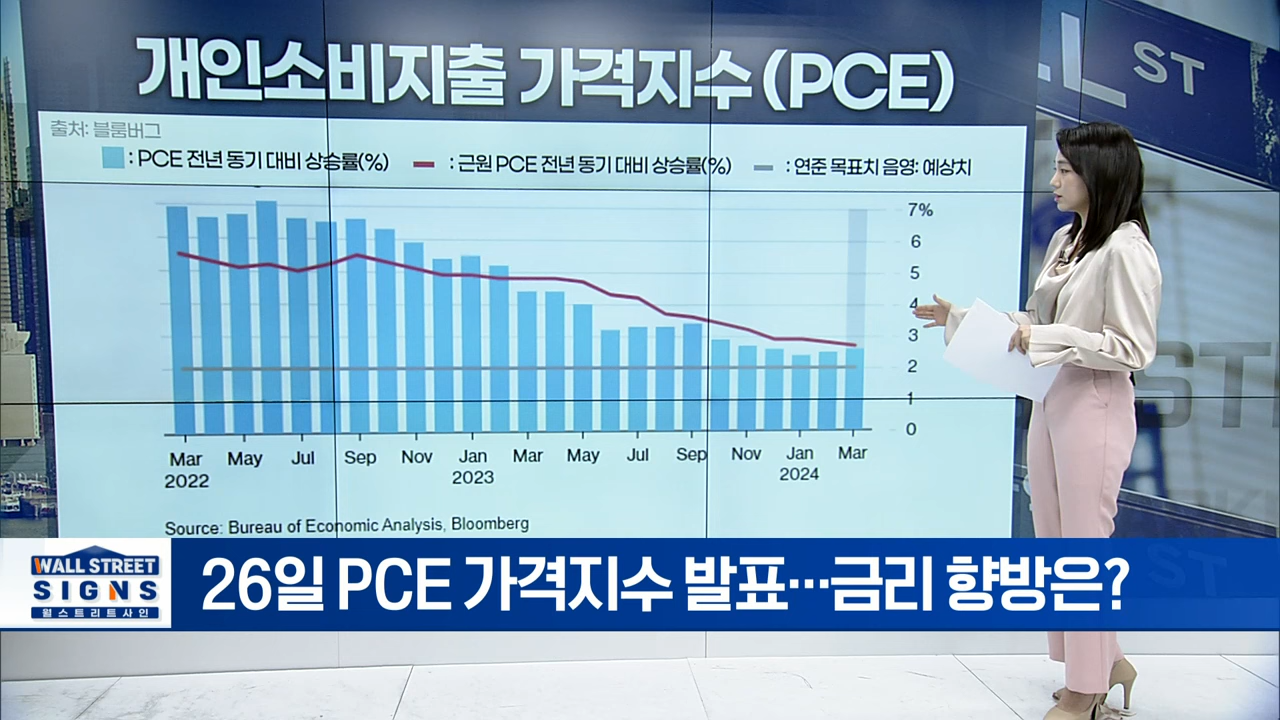 개인소비지출 가격지수 (PCE)
L ST
출처: 블룸버그
: PCE 전년 동기 대비 상승률(%) : 근원 PCE 전년 동기 대비 상승률(%) : 연준 목표치 음영: 예상치
7%
6
5
4
3
2
1
0
Mar May Jul Sep Nov Jan Mar May Jul Sep Nov Jan Mar
2022 2023 2024
Source: Bureau of Economic Analysis, Bloomberg
ST
WALL STREET
SIGNS
월스트리트사인
26일 PCE 가격지수 발표…금리 향방은?